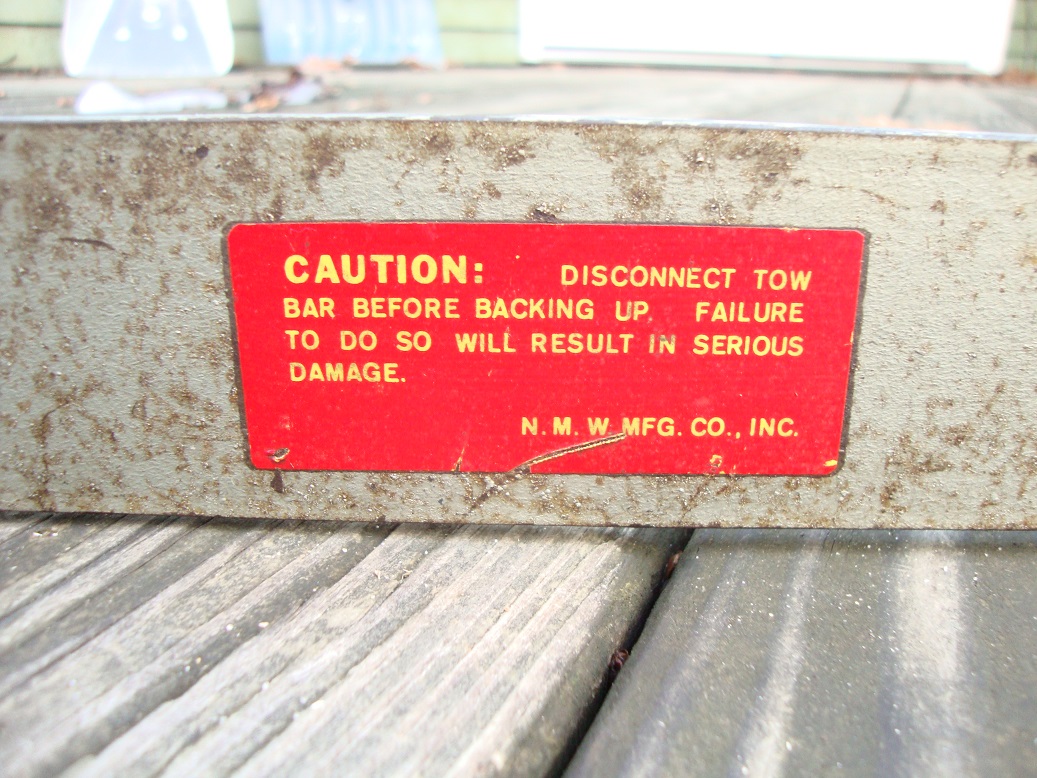 CAUTION: DISCONNECT TOW
BAR BEFORE BACKING UP. FAILURE
TO DO SO WILL RESULT IN SERIOUS
DAMAGE.
N. M. W MFG. CO., INC.